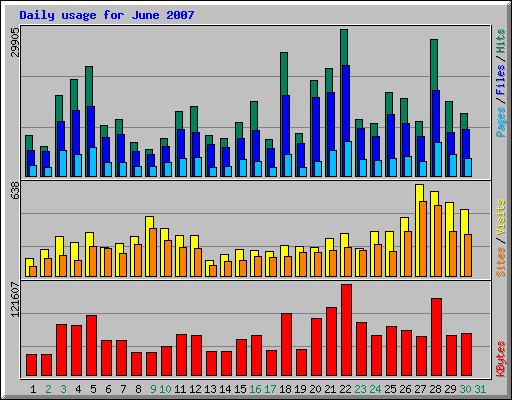 Daily usage for June 2007
29905
Pages / Files / Hits
638
Sites / Visits
121607
KBytes
1 2 3 4 5 6 7 8 9 10 11 12 13 14 15 16 17 18 19 20 21 22 23 24 25 26 27 28 29 30 31